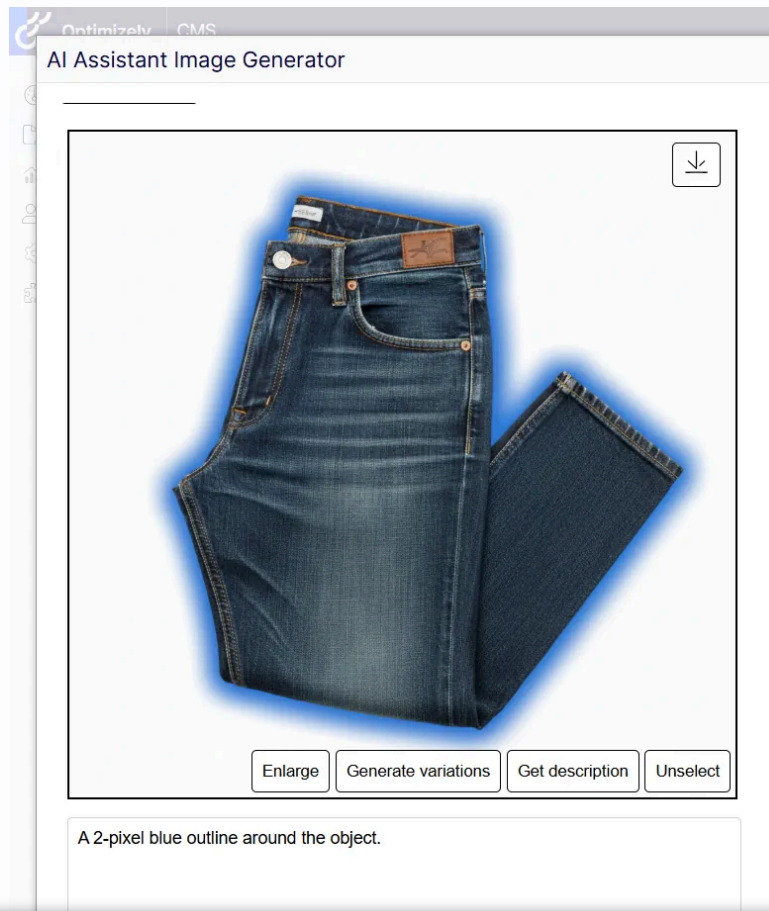 Optimizely CMS
AI Assistant Image Generator
Enlarge Generate variations Get description Unselect
A 2-pixel blue outline around the object.